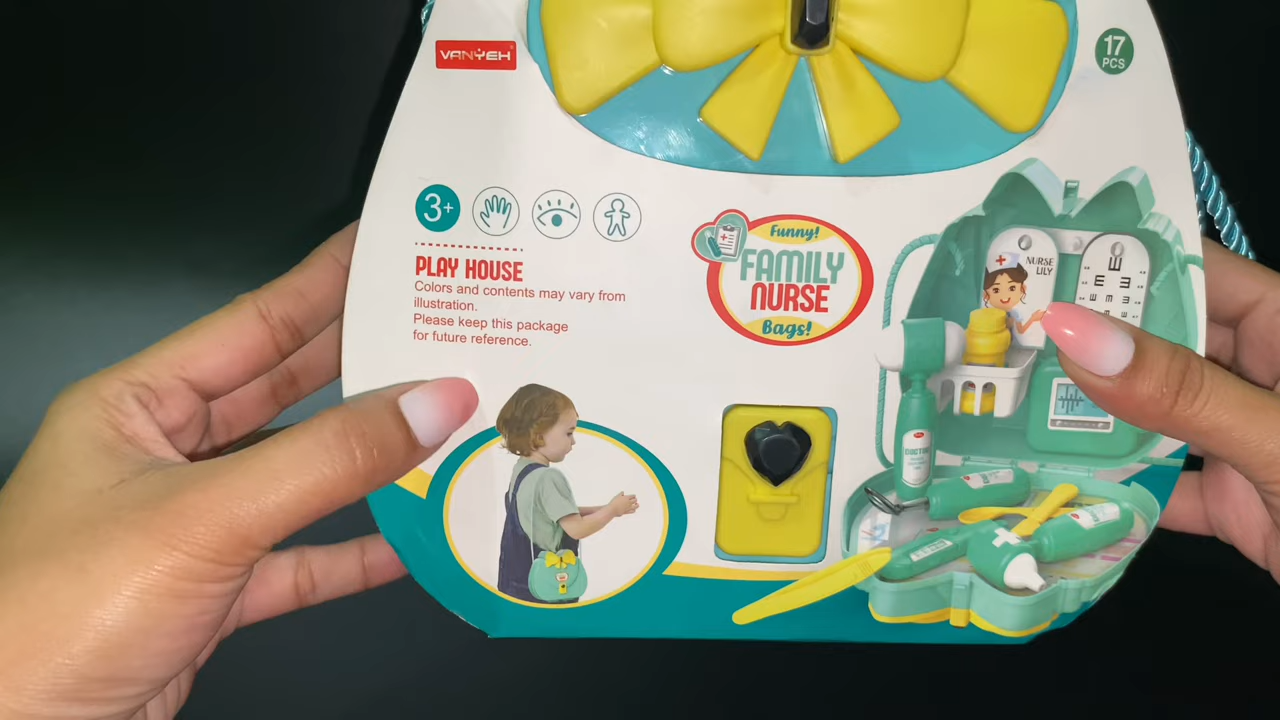 VANYEH
17
PCS
3+
PLAY HOUSE
Colors and contents may vary from
illustration.
Please keep this package
for future reference.
Funny!
FAMILY
NURSE
Bags!
NURSE
LILY
DOCTOR